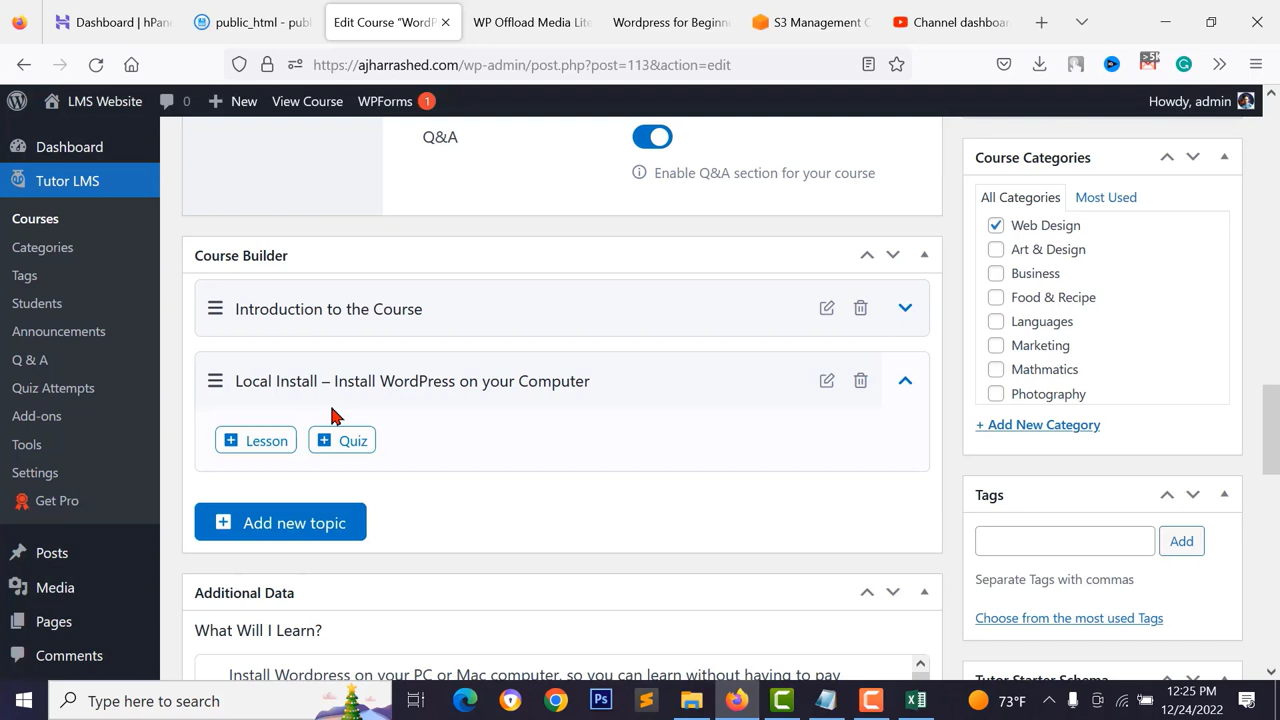 Dashboard | hPan
public_html - publ
Edit Course “WordP
WP Offload Media Lite
Wordpress for Beginn
S3 Management C
Channel dashboa
https://ajharrashed.com/wp-admin/post.php?post=113&action=edit
LMS Website
0
New
View Course
WPForms
1
Howdy, admin
Dashboard
Tutor LMS
Courses
Categories
Tags
Students
Announcements
Q & A
Quiz Attempts
Add-ons
Tools
Settings
Get Pro
Posts
Media
Pages
Comments
Q&A
Enable Q&A section for your course
Course Builder
Introduction to the Course
Local Install – Install WordPress on your Computer
Lesson
Quiz
Add new topic
Additional Data
What Will I Learn?
Install Wordpress on your PC or Mac computer, so you can learn without having to pay
Course Categories
All Categories
Most Used
Web Design
Art & Design
Business
Food & Recipe
Languages
Marketing
Mathmatics
Photography
+ Add New Category
Tags
Add
Separate Tags with commas
Choose from the most used Tags
Tutor Starter Schema
Type here to search
Ps
73°F
12:25 PM
12/24/2022